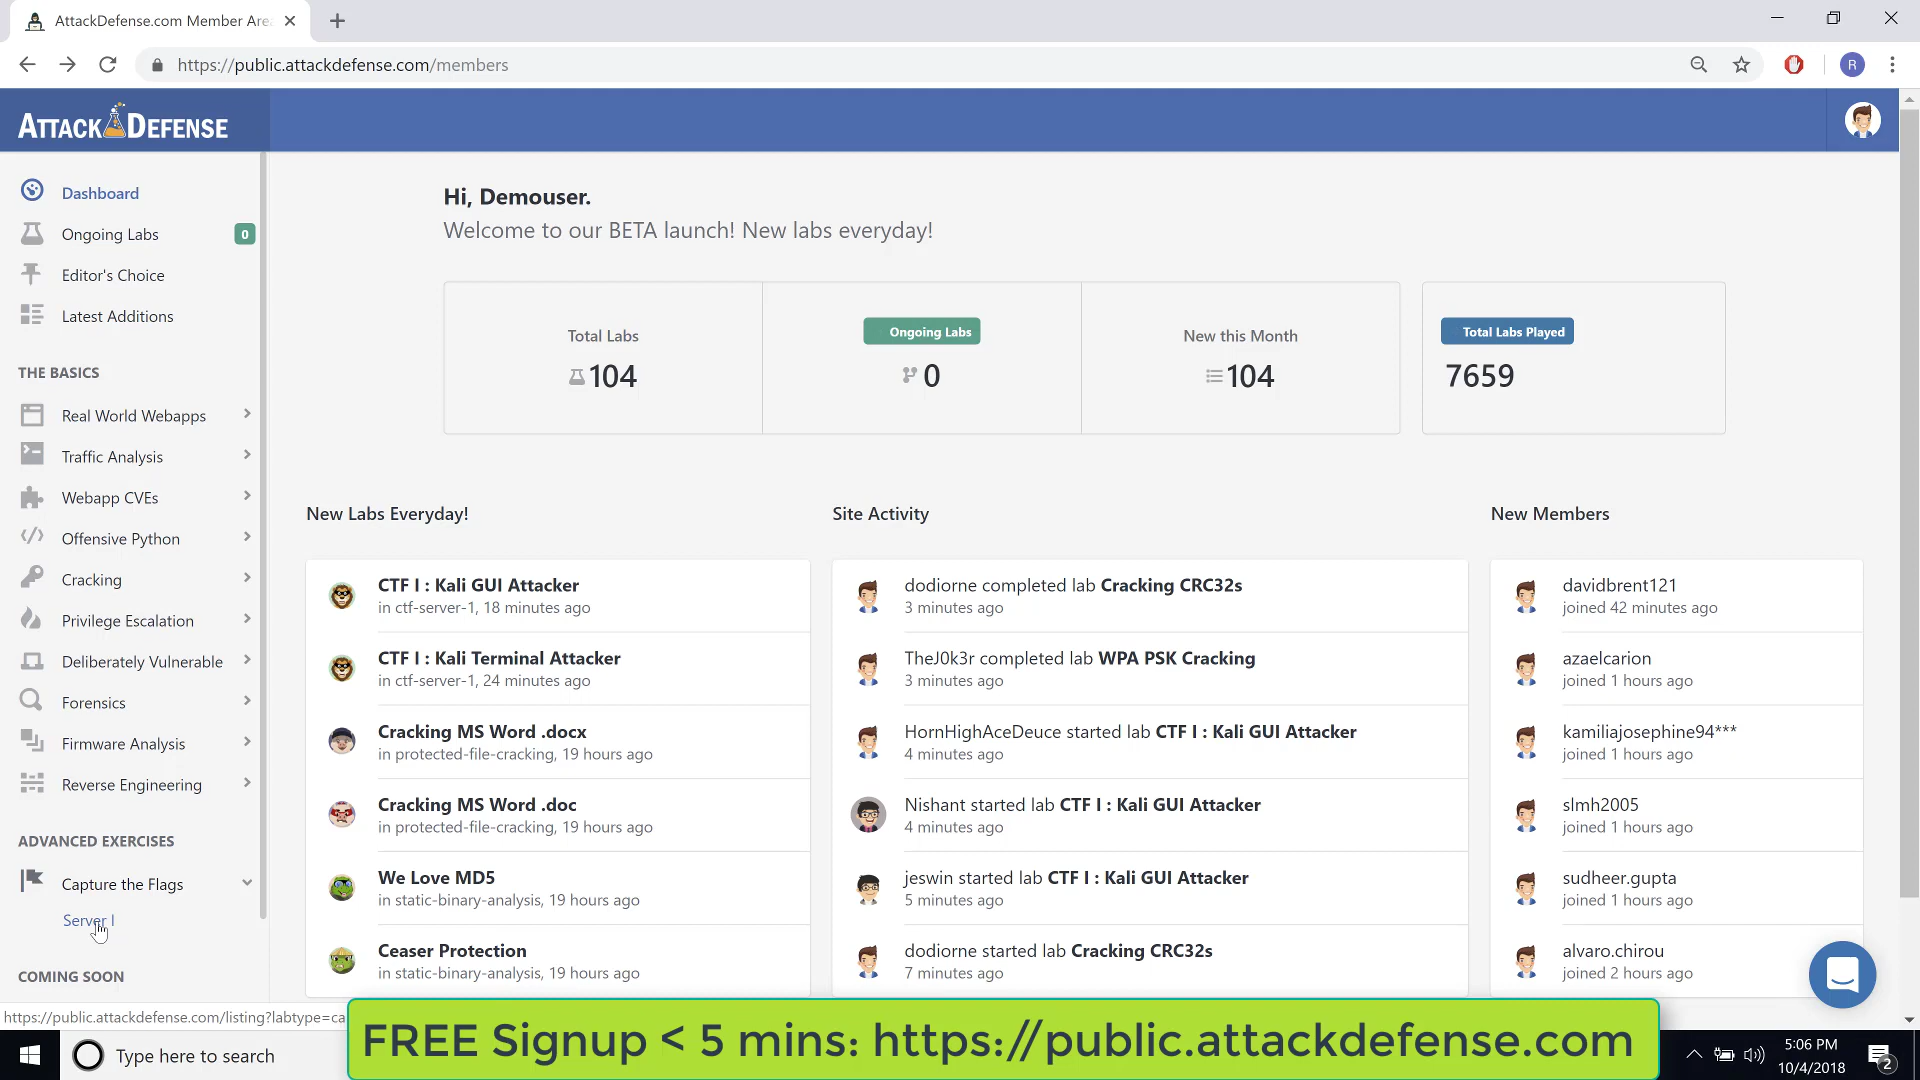 AttackDefense.com Member Area
https://public.attackdefense.com/members
R
ATTACK DEFENSE
Dashboard
Ongoing Labs 0
Editor's Choice
Latest Additions
THE BASICS
Real World Webapps
Traffic Analysis
Webapp CVEs
Offensive Python
Cracking
Privilege Escalation
Deliberately Vulnerable
Forensics
Firmware Analysis
Reverse Engineering
ADVANCED EXERCISES
Capture the Flags
Server I
COMING SOON
Hi, Demouser.
Welcome to our BETA launch! New labs everyday!
Total Labs
104
Ongoing Labs
0
New this Month
104
Total Labs Played
7659
New Labs Everyday!
CTF I : Kali GUI Attacker
in ctf-server-1, 18 minutes ago
CTF I : Kali Terminal Attacker
in ctf-server-1, 24 minutes ago
Cracking MS Word .docx
in protected-file-cracking, 19 hours ago
Cracking MS Word .doc
in protected-file-cracking, 19 hours ago
We Love MD5
in static-binary-analysis, 19 hours ago
Ceaser Protection
in static-binary-analysis, 19 hours ago
Site Activity
dodiorne completed lab Cracking CRC32s
3 minutes ago
TheJ0k3r completed lab WPA PSK Cracking
3 minutes ago
HornHighAceDeuce started lab CTF I : Kali GUI Attacker
4 minutes ago
Nishant started lab CTF I : Kali GUI Attacker
4 minutes ago
jeswin started lab CTF I : Kali GUI Attacker
5 minutes ago
dodiorne started lab Cracking CRC32s
7 minutes ago
New Members
davidbrent121
joined 42 minutes ago
azaelcarion
joined 1 hours ago
kamiliajosephine94***
joined 1 hours ago
slmh2005
joined 1 hours ago
sudheer.gupta
joined 1 hours ago
alvaro.chirou
joined 2 hours ago
https://public.attackdefense.com/listing?labtype=ca
FREE Signup < 5 mins: https://public.attackdefense.com
Type here to search
5:06 PM
10/4/2018
2